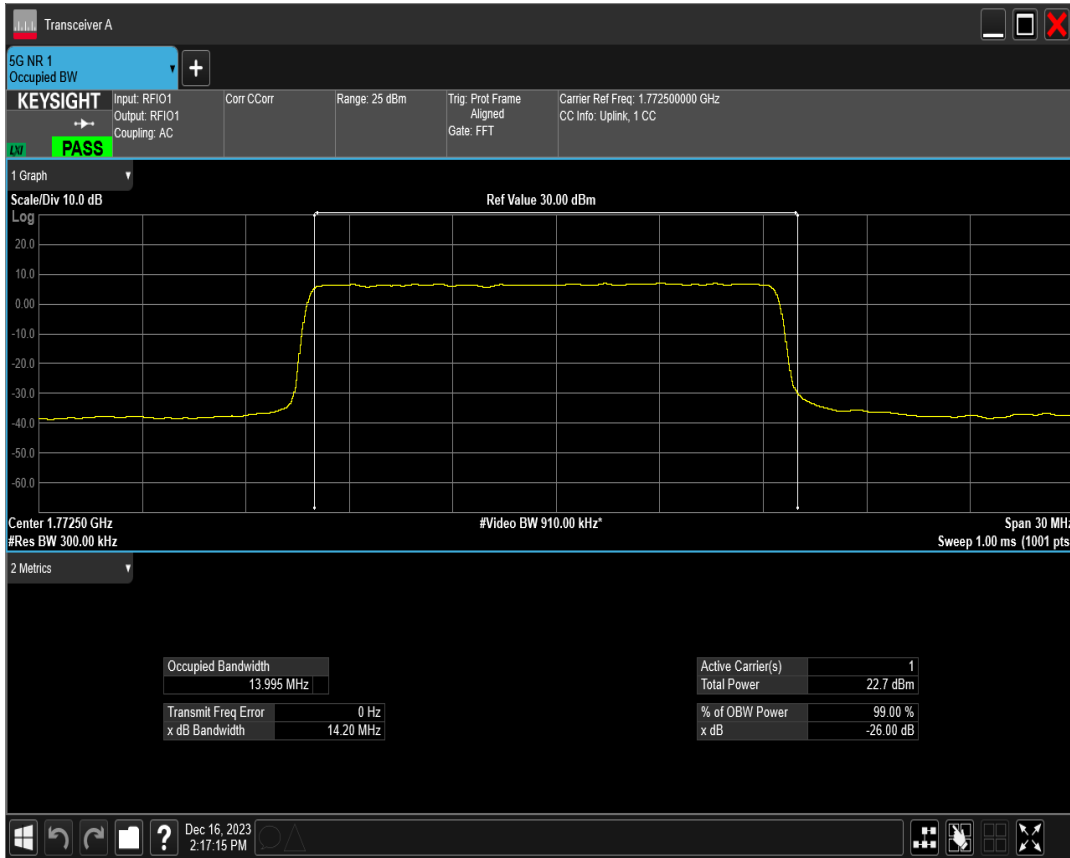 Transceiver A
5G NR 1
Occupied BW
KEYSIGHT
LXI
PASS
Input: RFIO1
Output: RFIO1
Coupling: AC
Corr CCorr
Range: 25 dBm
Trig: Prot Frame
Aligned
Gate: FFT
Carrier Ref Freq: 1.772500000 GHz
CC Info: Uplink, 1 CC
1 Graph
Scale/Div 10.0 dB
Ref Value 30.00 dBm
Log
20.0
10.0
0.00
-10.0
-20.0
-30.0
-40.0
-50.0
-60.0
Center 1.77250 GHz
#Video BW 910.00 kHz*
Span 30 MHz
#Res BW 300.00 kHz
Sweep 1.00 ms (1001 pts
2 Metrics
Occupied Bandwidth
13.995 MHz
Transmit Freq Error 0 Hz
x dB Bandwidth 14.20 MHz
Active Carrier(s) 1
Total Power 22.7 dBm
% of OBW Power 99.00 %
x dB -26.00 dB
?
Dec 16, 2023
2:17:15 PM